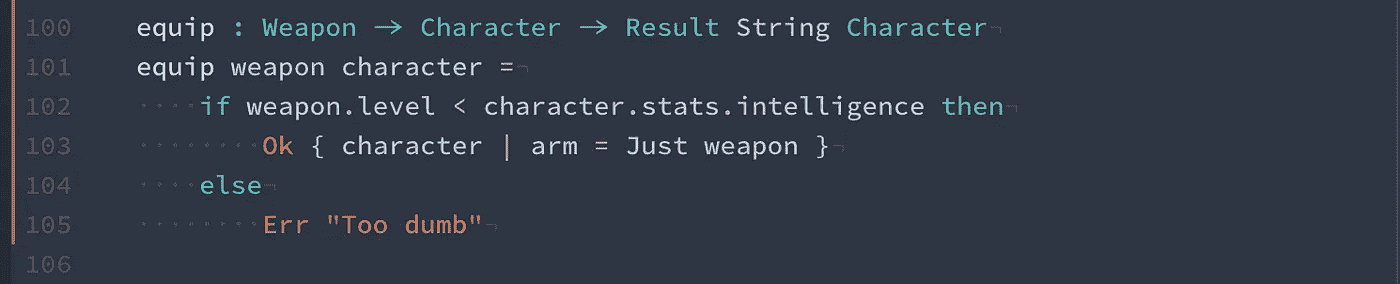 100 equip : Weapon → Character → Result String Character¬
101 equip weapon character =¬
102 ····if weapon.level < character.stats.intelligence then¬
103 ········Ok { character | arm = Just weapon }¬
104 ····else¬
105 ········Err "Too dumb"¬
106